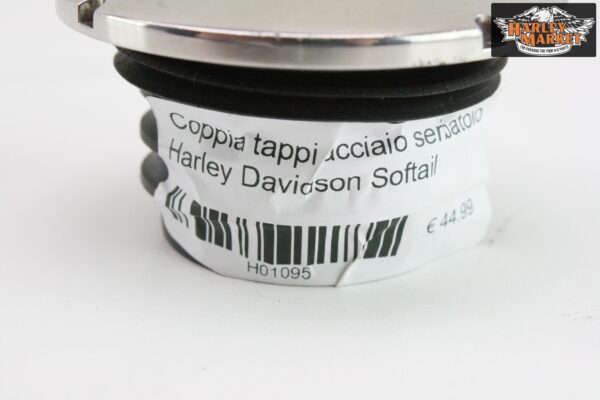 HARLEY
MARKET
Coppia tappi acciaio serbatoio
Harley Davidson Softail
€ 44.99
H01095